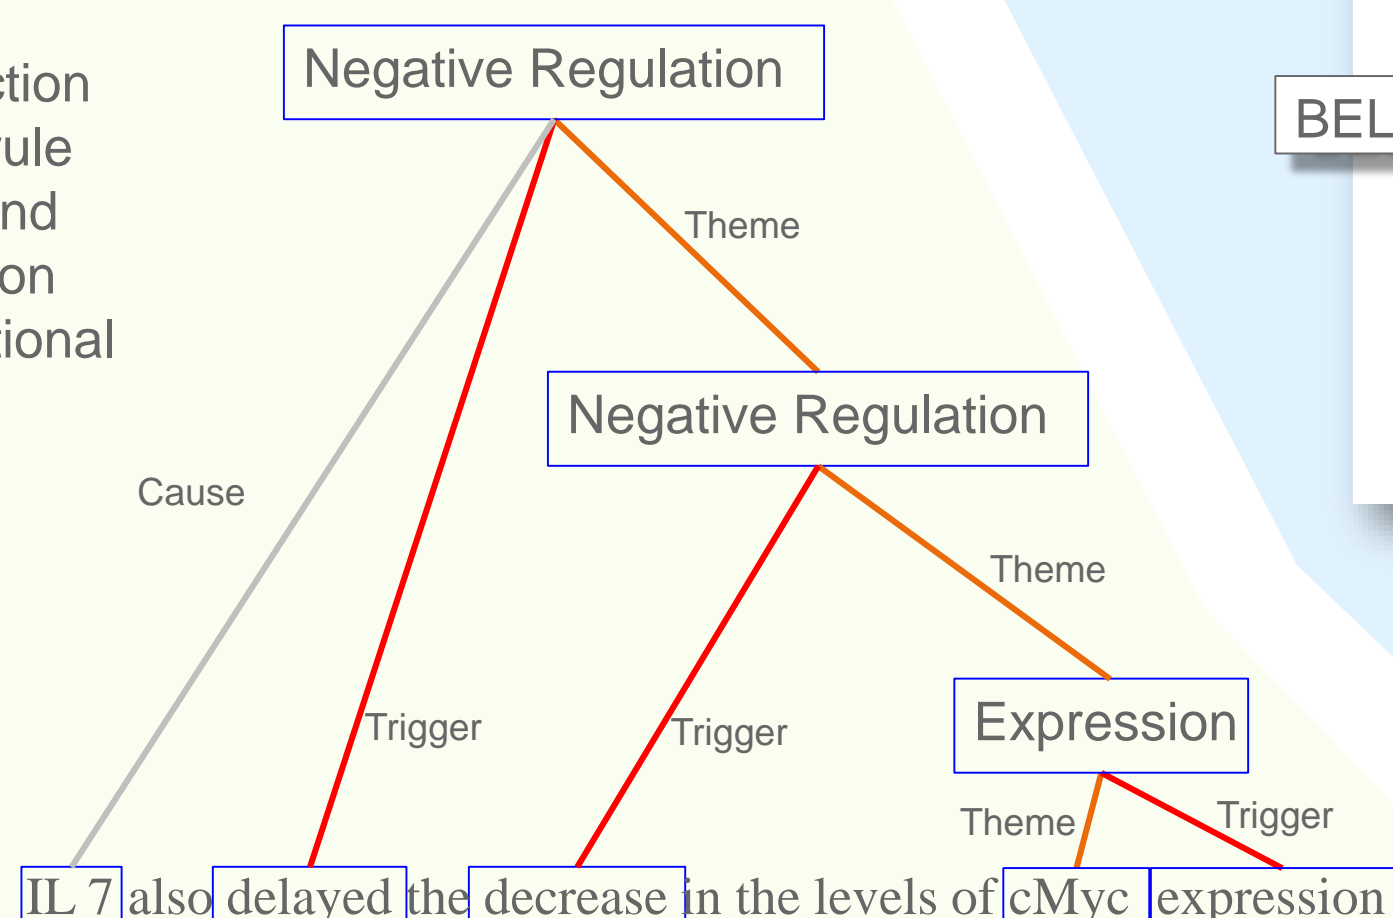 Negative Regulation
ction
rule
nd
on
tional
BEL
Theme
Negative Regulation
Cause
Theme
Trigger
Trigger
Expression
Theme
Trigger
IL 7 also delayed the decrease in the levels of cMyc expression